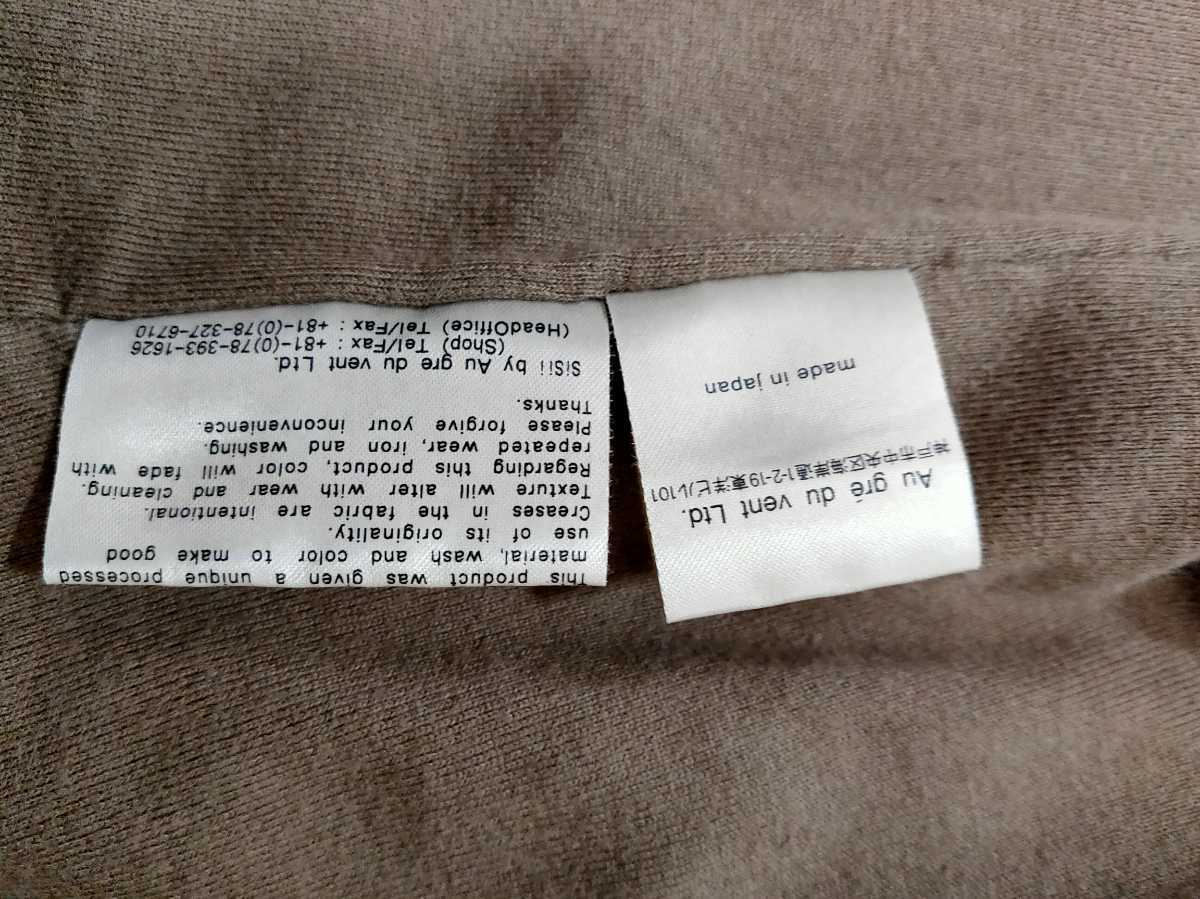 This product was given a unique processed
material, wash and color to make good
use of its originality.
Creases in the fabric are intentional.
Texture will alter with wear and cleaning.
Regarding this product, color will fade with
repeated wear, iron and washing.
Please forgive your inconvenience.
Thanks.
SiSii by Au gre du vent Ltd.
(Shop) Tel/Fax : +81-(0)78-393-1626
(HeadOffice) Tel/Fax : +81-(0)78-327-6710
Au gré du vent Ltd.
神戸市中央区海岸通1-2-19東洋ビル101
made in japan